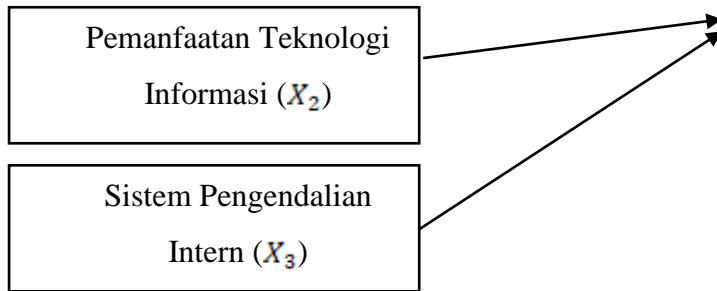 Pemanfaatan Teknologi
Informasi (X₂)
Sistem Pengendalian
Intern (X₃)